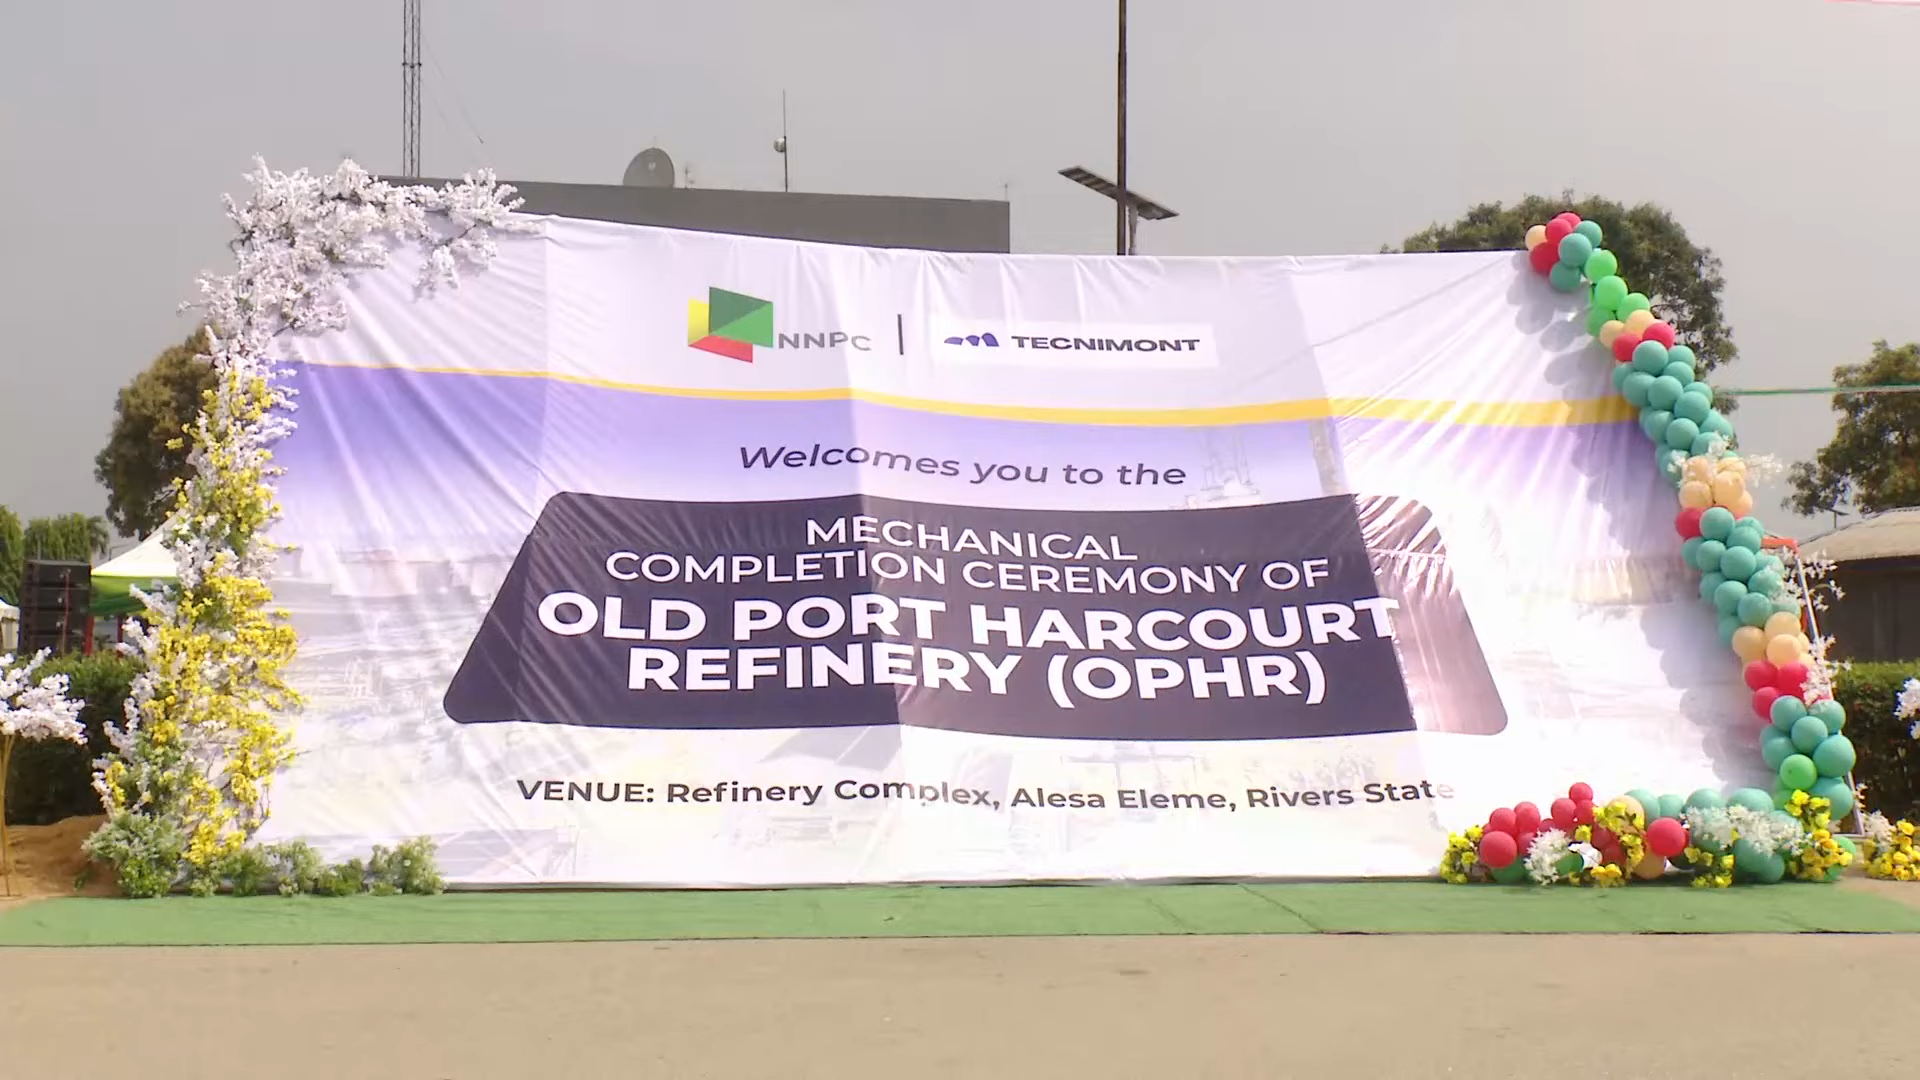 NNPC | TECNIMONT
Welcomes you to the
MECHANICAL
COMPLETION CEREMONY OF
OLD PORT HARCOURT
REFINERY (OPHR)
VENUE: Refinery Complex, Alesa Eleme, Rivers State